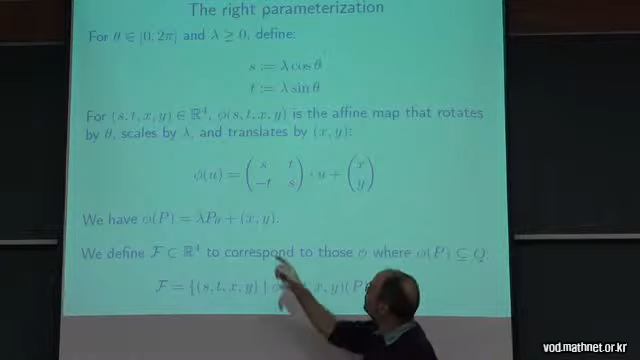 The right parameterization
For θ ∈ [0, 2π[ and λ ≥ 0, define:
s := λ cos θ
t := λ sin θ
For (s, t, x, y) ∈ ℝ⁴, φ(s, t, x, y) is the affine map that rotates
by θ, scales by λ, and translates by (x, y):
φ(u) = ( s t ) · u + ( x )
( −t s ) ( y )
We have φ(P) = λP_θ + (x, y).
We define ℱ ⊂ ℝ⁴ to correspond to those φ where φ(P) ⊆ Q
ℱ = {(s, t, x, y) | t, x, y)(P
vod.mathnet.or.kr